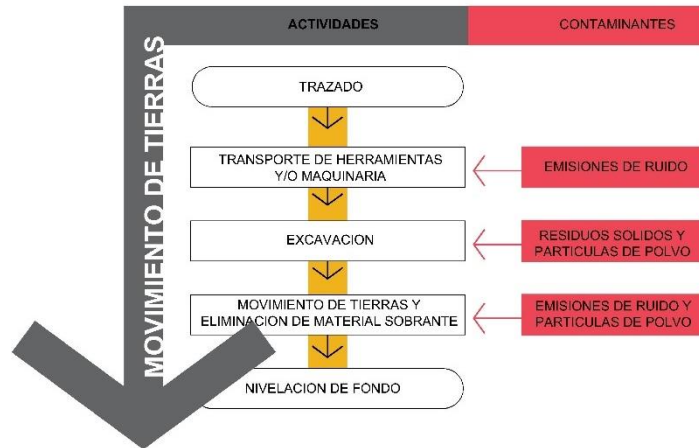 ACTIVIDADES
CONTAMINANTES
MOVIMIENTO DE TIERRAS
TRAZADO
TRANSPORTE DE HERRAMIENTAS
Y/O MAQUINARIA
EMISIONES DE RUIDO
EXCAVACION
RESIDUOS SOLIDOS Y
PARTICULAS DE POLVO
MOVIMIENTO DE TIERRAS Y
ELIMINACION DE MATERIAL SOBRANTE
EMISIONES DE RUIDO Y
PARTICULAS DE POLVO
NIVELACION DE FONDO